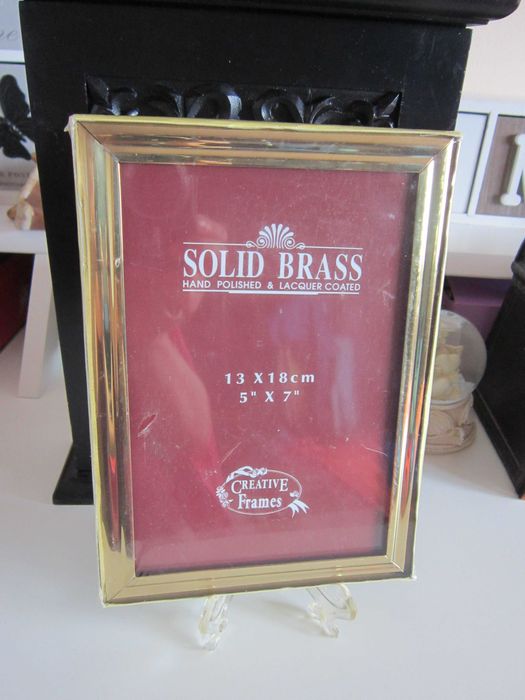 SOLID BRASS
HAND POLISHED & LACQUER COATED
13 X 18cm
5" X 7"
CREATIVE
Frames